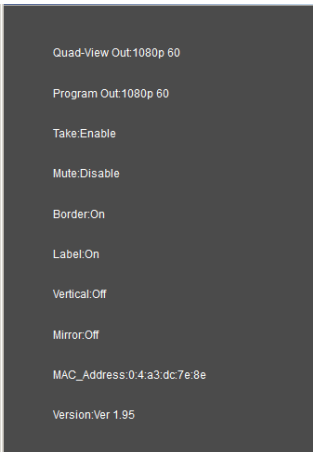 Quad-View Out:1080p 60
Program Out:1080p 60
Take:Enable
Mute:Disable
Border:On
Label:On
Vertical:Off
Mirror:Off
MAC_Address:0:4:a3:dc:7e:8e
Version:Ver 1.95